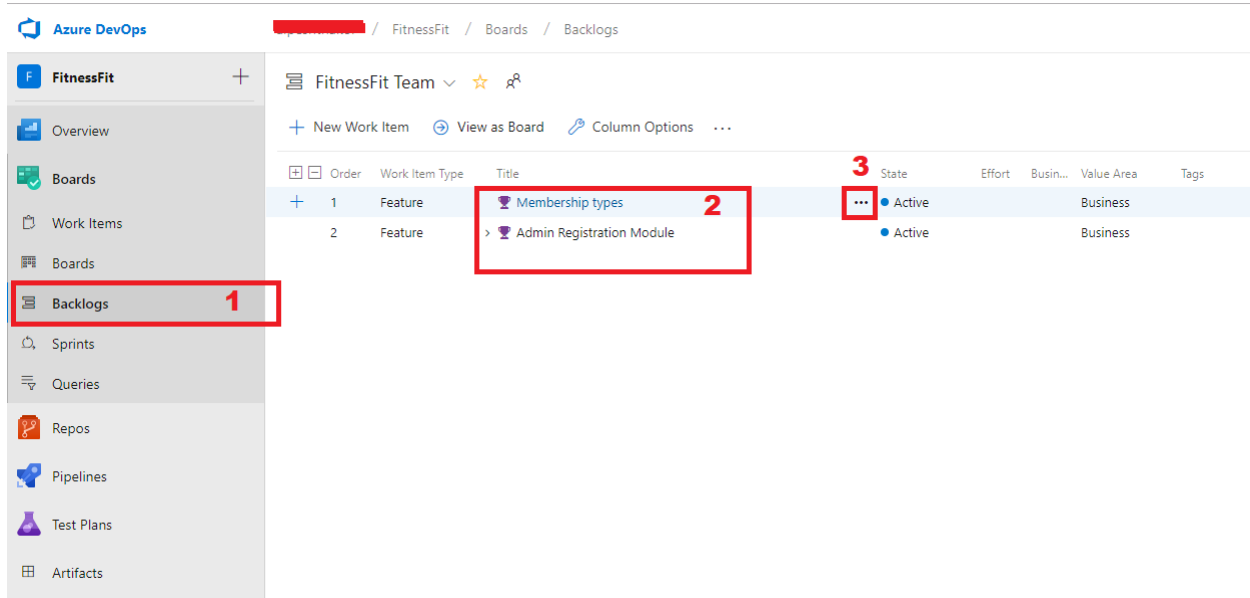 Azure DevOps
/ FitnessFit / Boards / Backlogs
F FitnessFit
FitnessFit Team
Overview
New Work Item View as Board Column Options ...
Boards
Order Work Item Type Title 3 State Effort Busin... Value Area Tags
1 Feature Membership types 2 ... Active Business
Work Items
2 Feature Admin Registration Module Active Business
Boards
Backlogs 1
Sprints
Queries
Repos
Pipelines
Test Plans
Artifacts